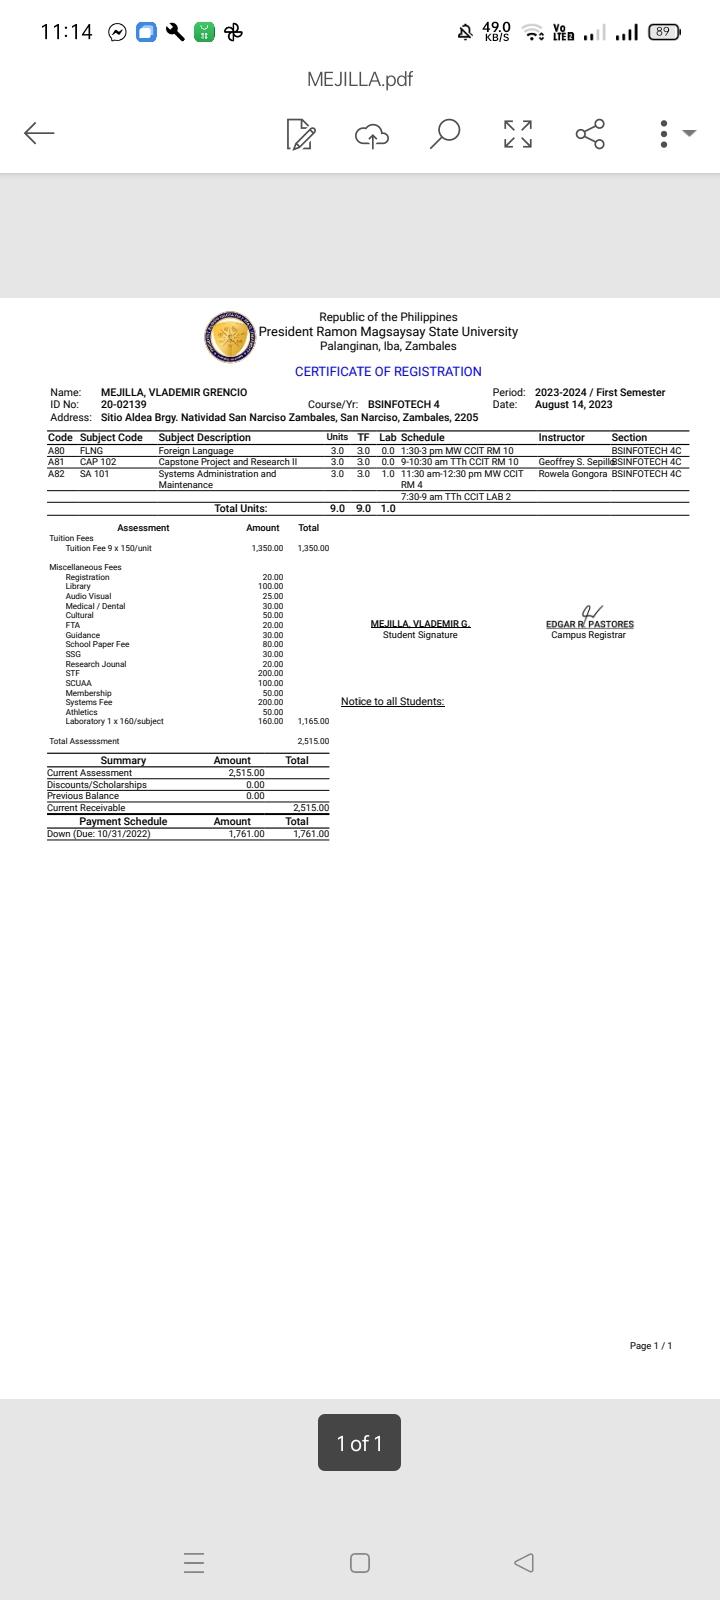 11:14 49.0 KB/S Vo LTE2 89
MEJILLA.pdf
Republic of the Philippines
President Ramon Magsaysay State University
Palanginan, Iba, Zambales
CERTIFICATE OF REGISTRATION
Name: MEJILLA, VLADEMIR GRENCIO Period: 2023-2024 / First Semester
ID No: 20-02139 Course/Yr: BSINFOTECH 4 Date: August 14, 2023
Address: Sitio Aldea Brgy. Natividad San Narciso Zambales, San Narciso, Zambales, 2205
Code Subject Code Subject Description Units TF Lab Schedule Instructor Section
A80 FLNG Foreign Language 3.0 3.0 0.0 1:30-3 pm MW CCIT RM 10 BSINFOTECH 4C
A81 CAP 102 Capstone Project and Research II 3.0 3.0 0.0 9-10:30 am TTh CCIT RM 10 Geoffrey S. Sepillo BSINFOTECH 4C
A82 SA 101 Systems Administration and 3.0 3.0 1.0 11:30 am-12:30 pm MW CCIT Rowela Gongora BSINFOTECH 4C
Maintenance RM 4
7:30-9 am TTh CCIT LAB 2
Total Units: 9.0 9.0 1.0
Assessment Amount Total
Tuition Fees
Tuition Fee 9 x 150/unit 1,350.00 1,350.00
Miscellaneous Fees
Registration 20.00
Library 100.00
Audio Visual 25.00
Medical / Dental 30.00
Cultural 50.00
FTA 20.00
Guidance 30.00
School Paper Fee 80.00
SSG 30.00
Research Jounal 20.00
STF 200.00
SCUAA 100.00
Membership 50.00
Systems Fee 200.00
Athletics 50.00
Laboratory 1 x 160/subject 160.00 1,165.00
Total Assesssment 2,515.00
MEJILLA, VLADEMIR G. EDGAR R. PASTORES
Student Signature Campus Registrar
Notice to all Students:
Summary Amount Total
Current Assessment 2,515.00
Discounts/Scholarships 0.00
Previous Balance 0.00
Current Receivable 2,515.00
Payment Schedule Amount Total
Down (Due: 10/31/2022) 1,761.00 1,761.00
Page 1 / 1
1 of 1